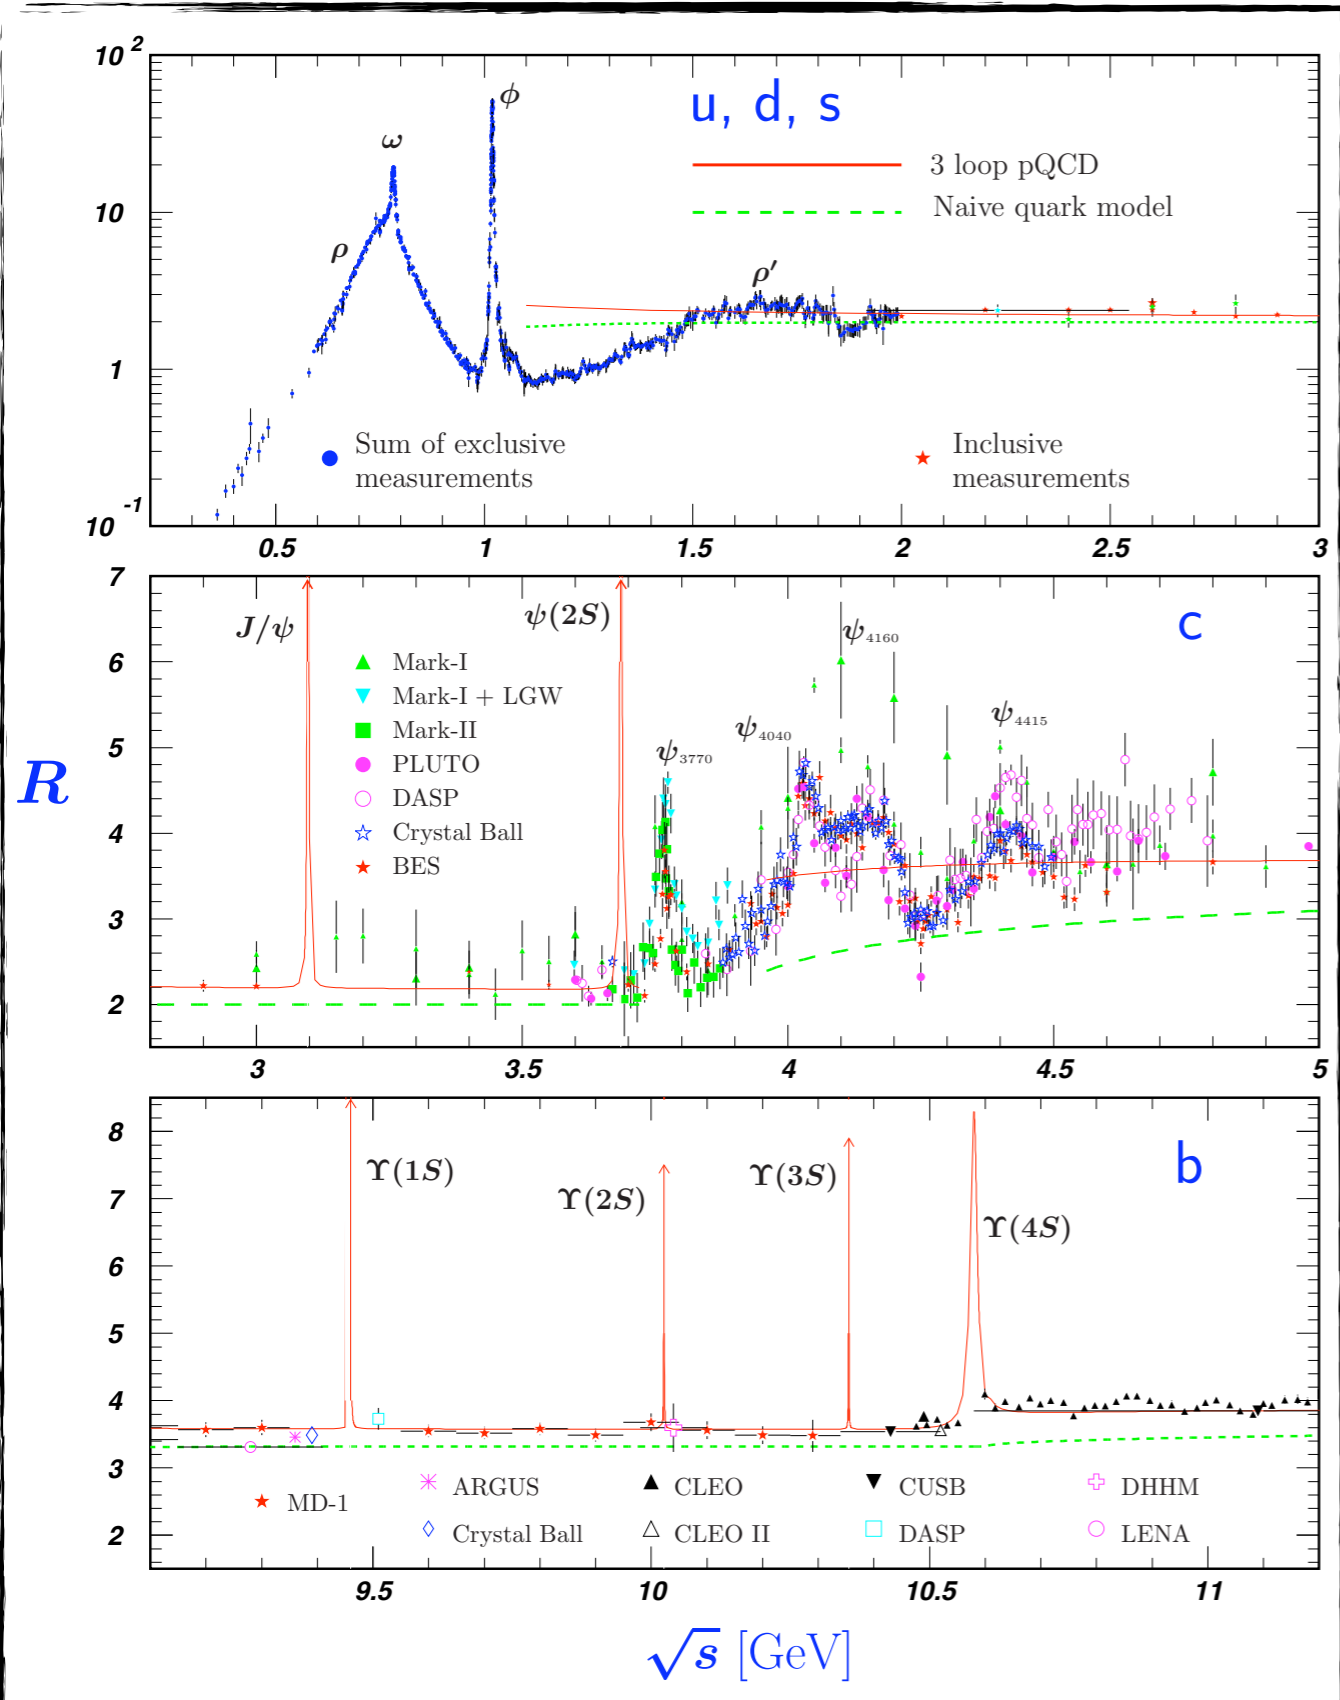 10²
10
1
10⁻¹
ρ
ω
ϕ
ρ′
u, d, s
3 loop pQCD
Naive quark model
Sum of exclusive
measurements
Inclusive
measurements
0.5 1 1.5 2 2.5 3
R
7
6
5
4
3
2
J/ψ
ψ(2S)
ψ3770
ψ4040
ψ4160
ψ4415
c
Mark-I
Mark-I + LGW
Mark-II
PLUTO
DASP
Crystal Ball
BES
3 3.5 4 4.5 5
8
7
6
5
4
3
2
ϒ(1S)
ϒ(2S)
ϒ(3S)
ϒ(4S)
b
MD-1
ARGUS
CLEO
CUSB
DHHM
Crystal Ball
CLEO II
DASP
LENA
9.5 10 10.5 11
√s [GeV]